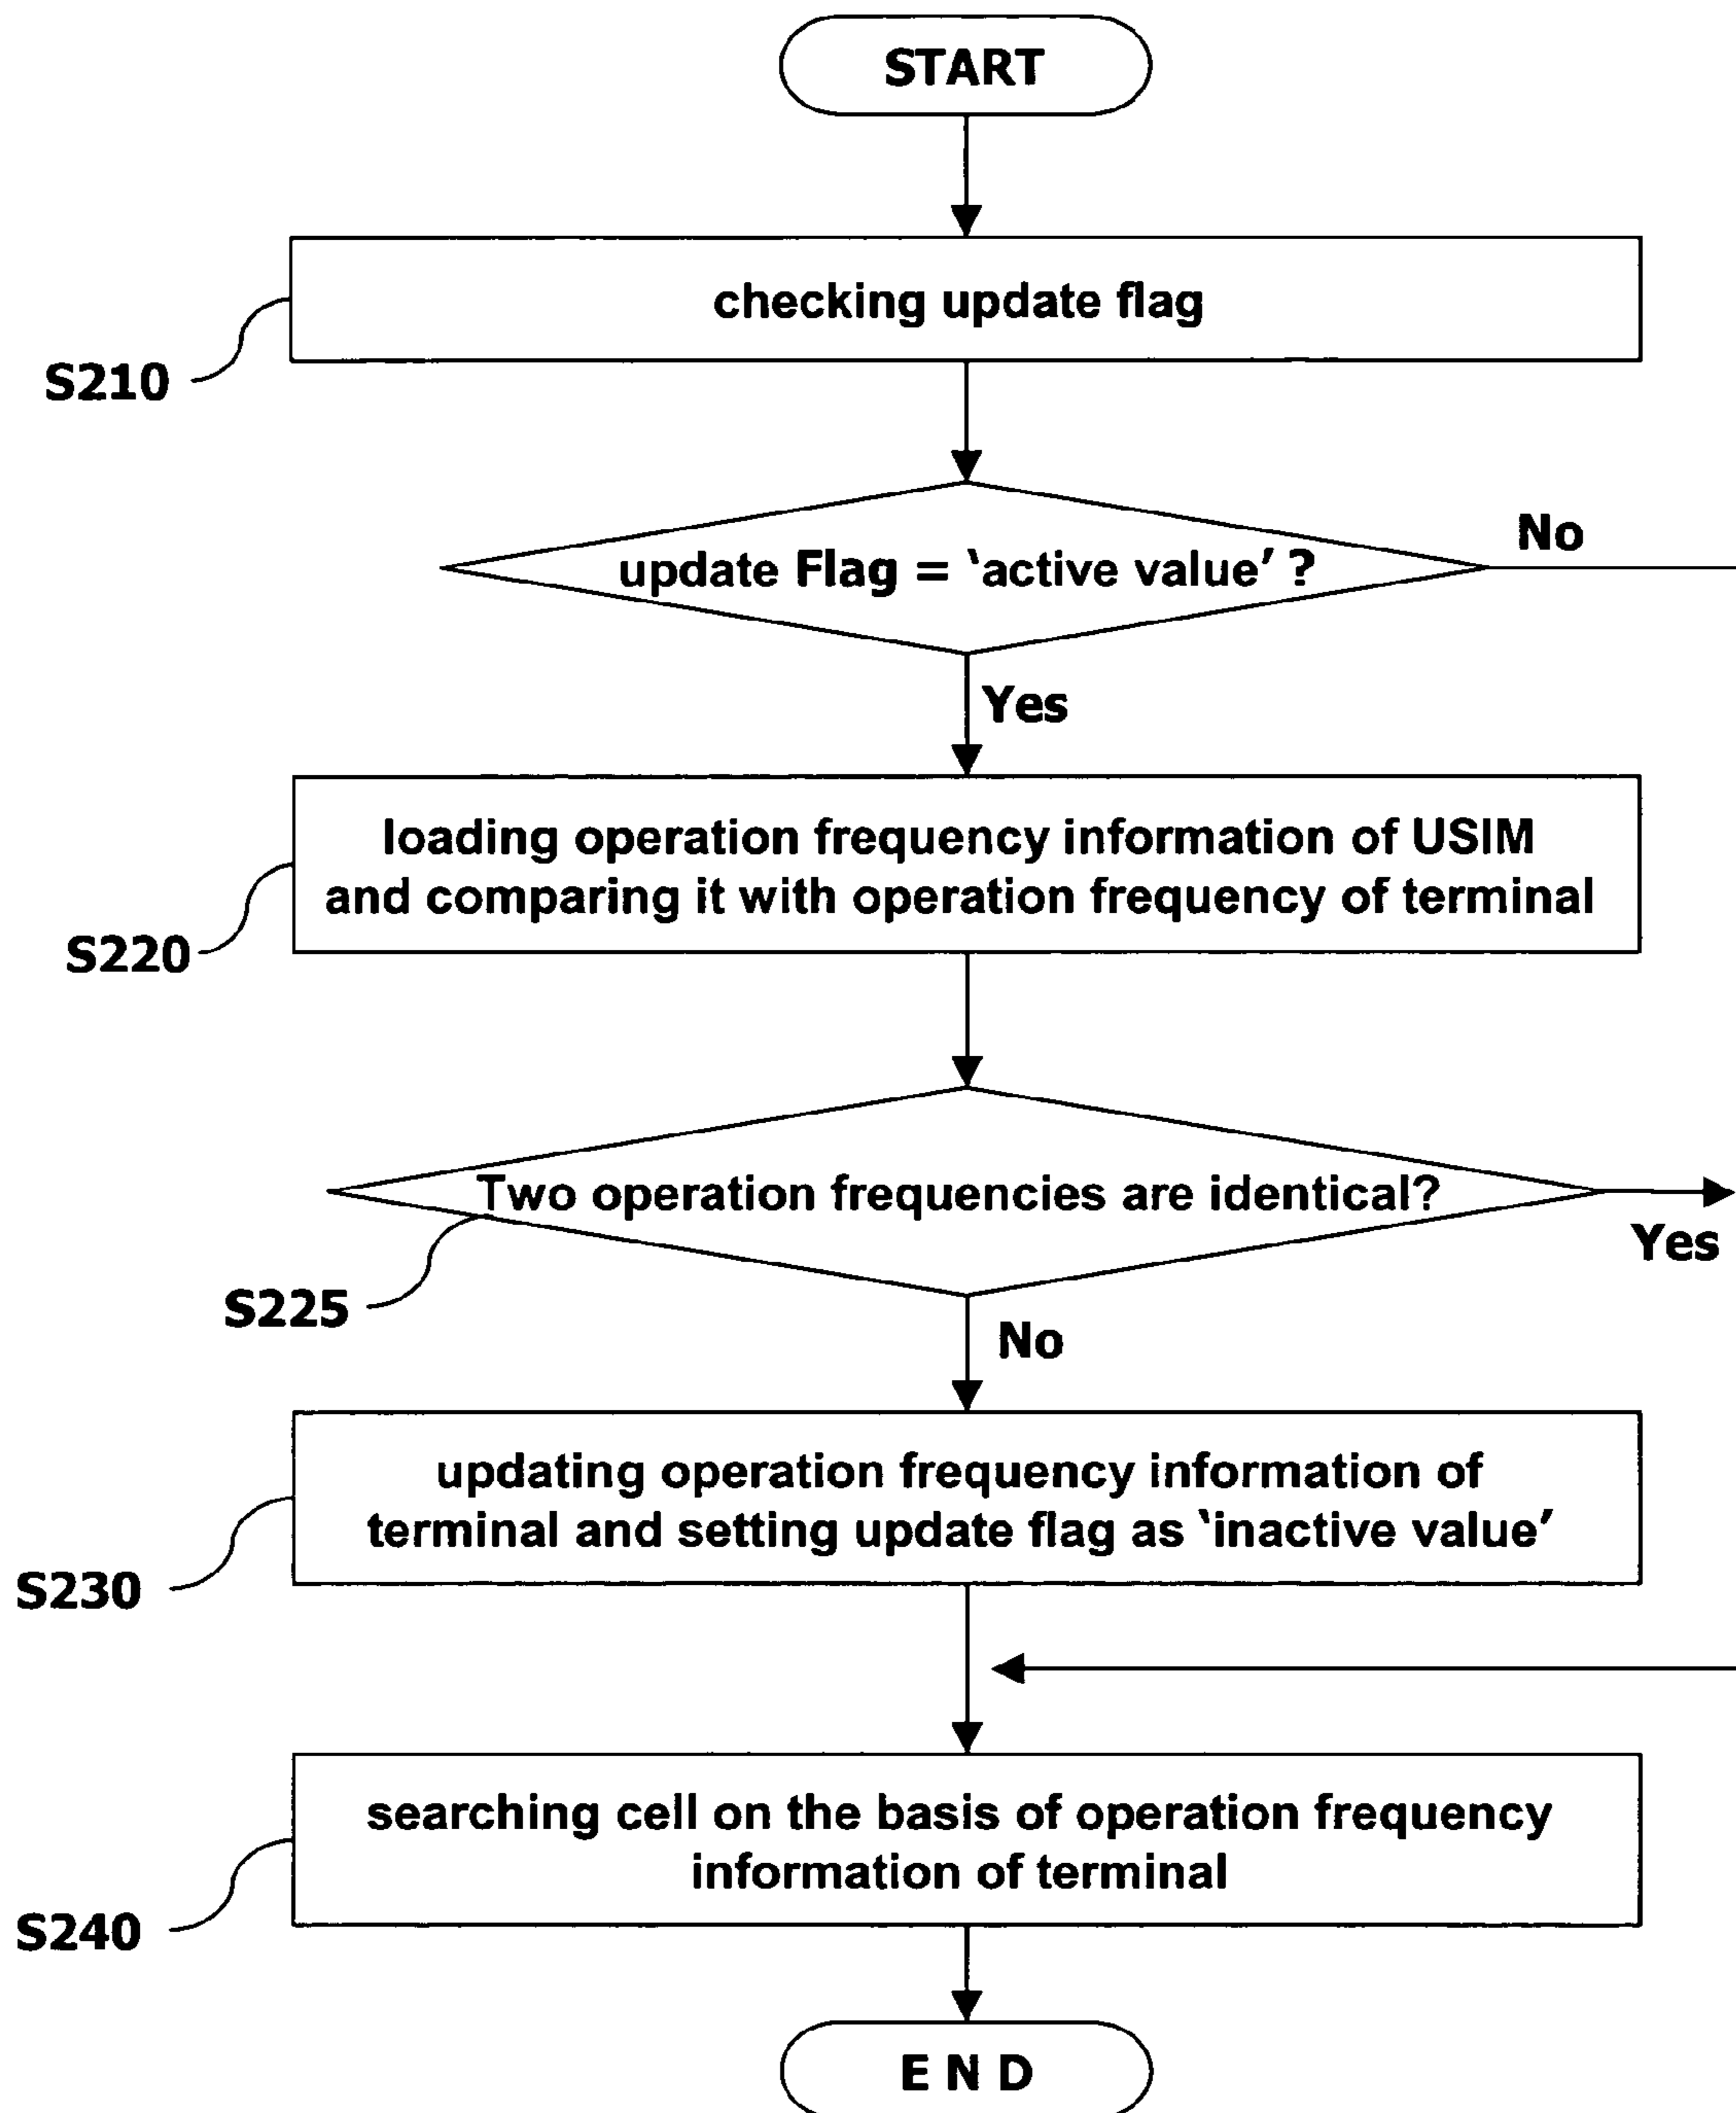 START
checking update flag
S210
update Flag = ‘active value’ ?
No
Yes
loading operation frequency information of USIM
and comparing it with operation frequency of terminal
S220
Two operation frequencies are identical?
Yes
S225
No
updating operation frequency information of
terminal and setting update flag as ‘inactive value’
S230
searching cell on the basis of operation frequency
information of terminal
S240
E N D